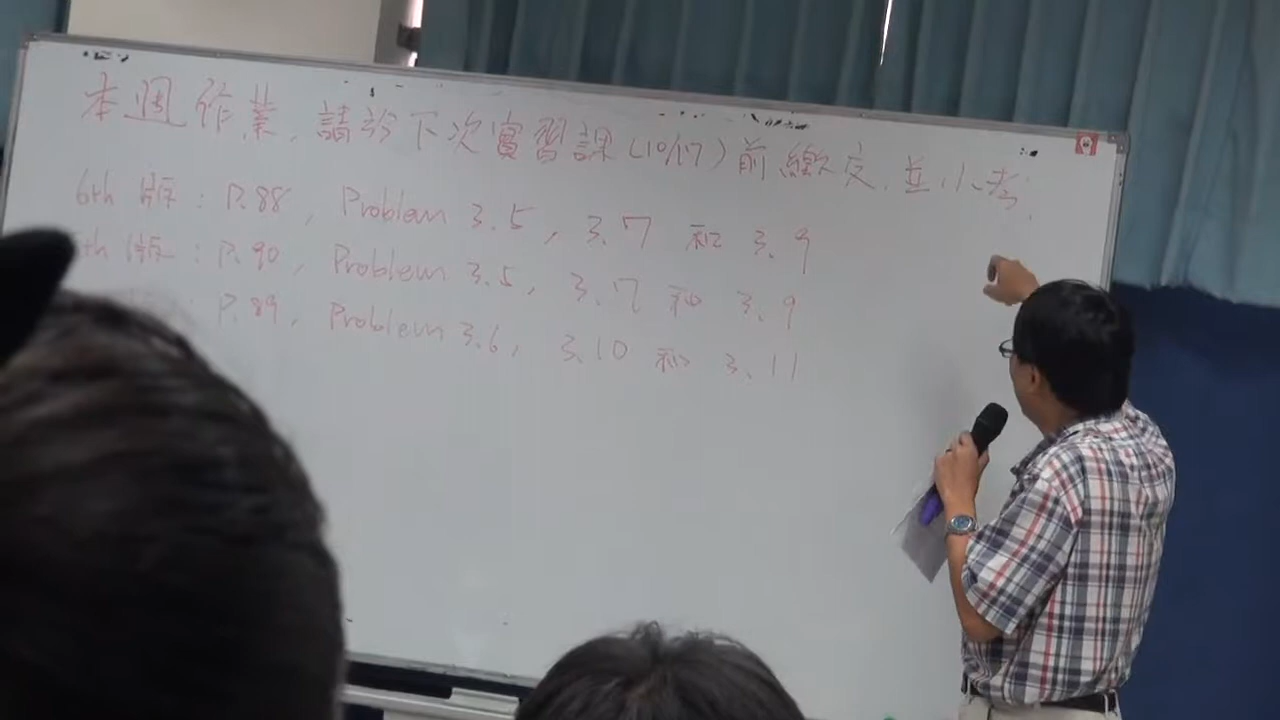 本週作業，請於下次實習課(10/17)前繳交，並小考.
6th 版：P.88, Problem 3.5, 3.7 和 3.9
th 版：P.90, Problem 3.5, 3.7 和 3.9
版：P.89, Problem 3.6, 3.10 和 3.11